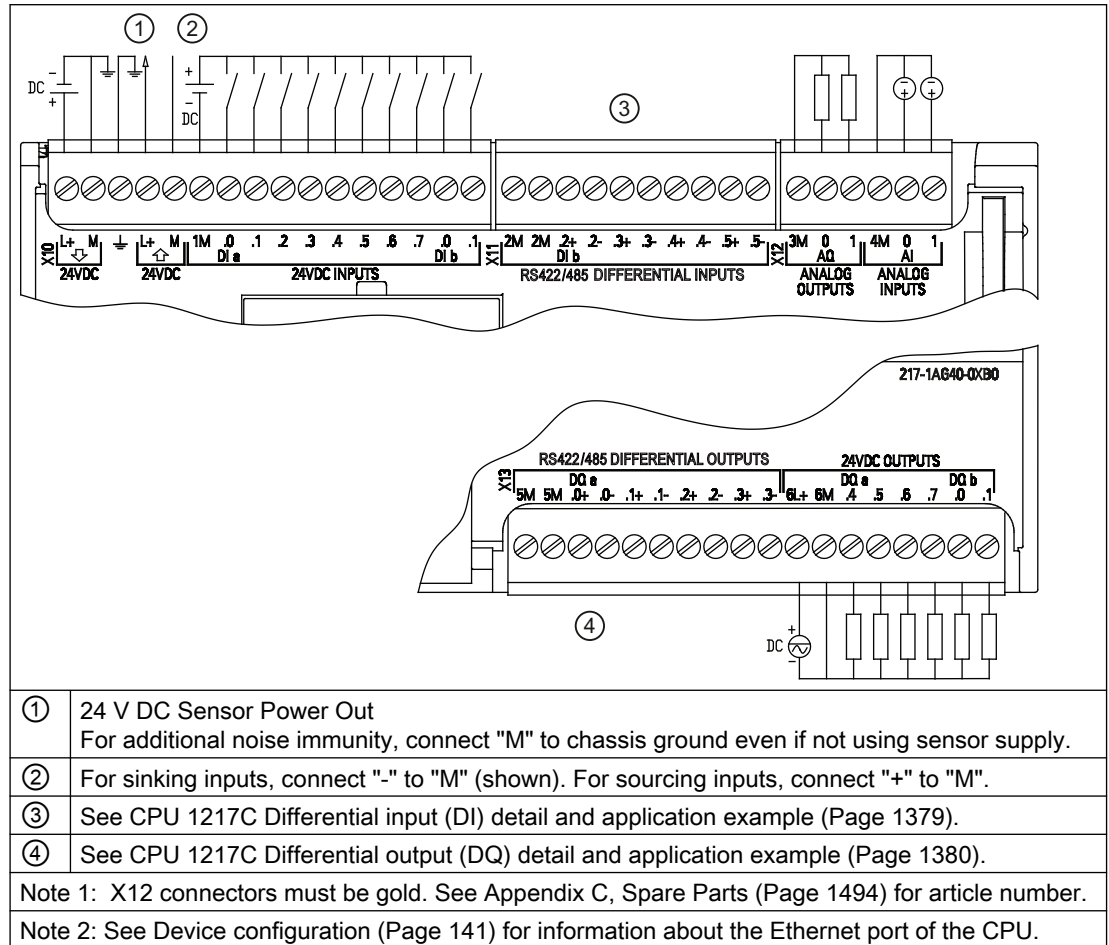 ① ②
DC - +
+ - DC
③
L+ M ⏚ L+ M 1M .0 .1 .2 .3 .4 .5 .6 .7 .0 .1
X10 DI a DI b
24VDC 24VDC 24VDC INPUTS
2M 2M .2+ .2- .3+ .3- .4+ .4- .5+ .5-
X11 DI b
RS422/485 DIFFERENTIAL INPUTS
3M 0 1 4M 0 1
X12 AQ AI
ANALOG OUTPUTS ANALOG INPUTS
217-1AG40-0XB0
RS422/485 DIFFERENTIAL OUTPUTS 24VDC OUTPUTS
X13 DQ a DQ a DQ b
5M 5M .0+ .0- .1+ .1- .2+ .2- .3+ .3- 6L+ 6M .4 .5 .6 .7 .0 .1
④
DC + -
① 24 V DC Sensor Power Out
For additional noise immunity, connect "M" to chassis ground even if not using sensor supply.
② For sinking inputs, connect "-" to "M" (shown). For sourcing inputs, connect "+" to "M".
③ See CPU 1217C Differential input (DI) detail and application example (Page 1379).
④ See CPU 1217C Differential output (DQ) detail and application example (Page 1380).
Note 1: X12 connectors must be gold. See Appendix C, Spare Parts (Page 1494) for article number.
Note 2: See Device configuration (Page 141) for information about the Ethernet port of the CPU.